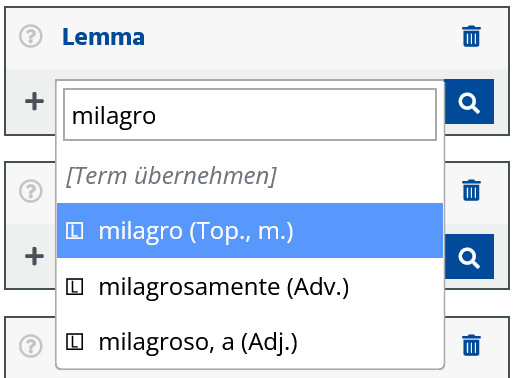 Lemma
milagro
[Term übernehmen]
L milagro (Top., m.)
L milagrosamente (Adv.)
L milagroso, a (Adj.)